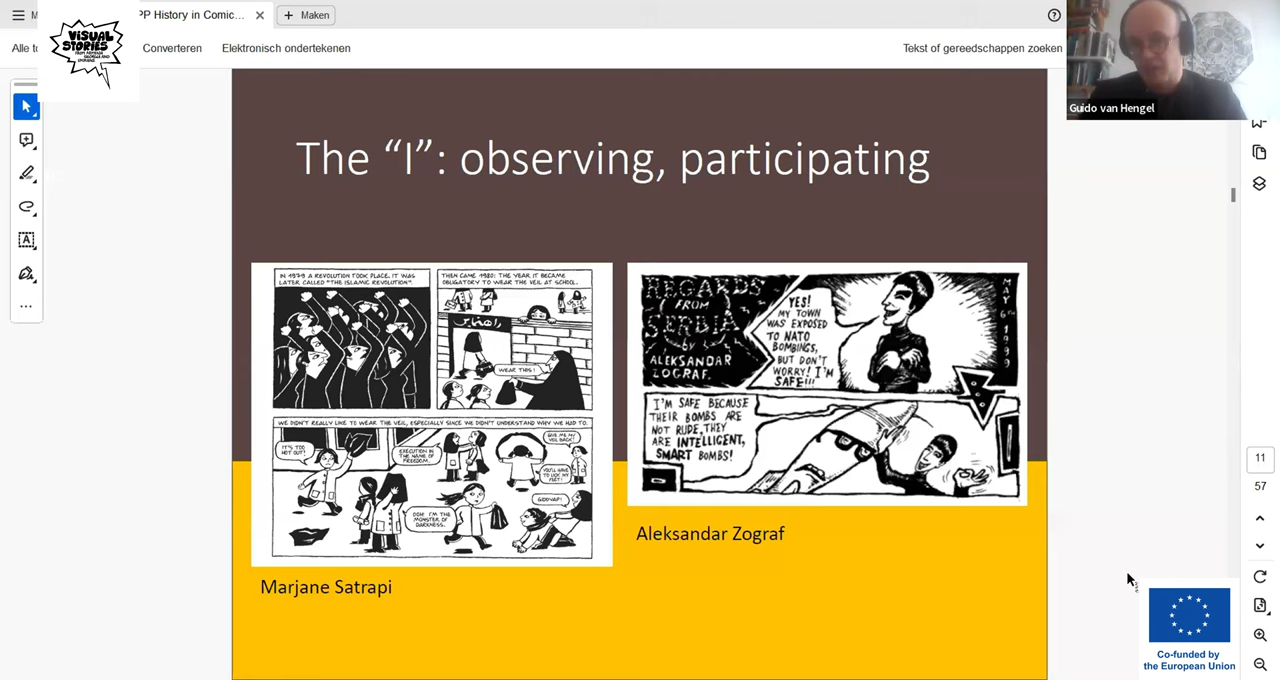 PP History in Comic...
Maken
VISUAL
STORIES
FROM ARMENIA
GEORGIA AND
UKRAINE
Alle to
Converteren
Elektronisch ondertekenen
Tekst of gereedschappen zoeken
Guido van Hengel
The “I”: observing, participating
IN 1979 A REVOLUTION TOOK PLACE. IT WAS
LATER CALLED "THE ISLAMIC REVOLUTION".
THEN CAME 1980: THE YEAR IT BECAME
OBLIGATORY TO WEAR THE VEIL AT SCHOOL.
WEAR THIS!
WE DIDN'T REALLY LIKE TO WEAR THE VEIL, ESPECIALLY SINCE WE DIDN'T UNDERSTAND WHY WE HAD TO.
IT'S TOO
HOT OUT!
EXECUTION IN
THE NAME OF
FREEDOM.
GIVE ME MY
VEIL BACK!
YOU'LL HAVE
TO LICK MY
FEET!
OOH! I'M THE
MONSTER OF
DARKNESS.
GIDDYAP!
Marjane Satrapi
REGARDS
FROM
SERBIA
by
ALEKSANDAR
ZOGRAF.
YES!
MY TOWN
WAS EXPOSED
TO NATO
BOMBINGS,
BUT DON'T
WORRY! I'M
SAFE!!!
MAY 6TH 1999
I'M SAFE BECAUSE
THEIR BOMBS ARE
NOT RUDE, THEY
ARE INTELLIGENT,
SMART BOMBS!
Aleksandar Zograf
11
57
Co-funded by
the European Union